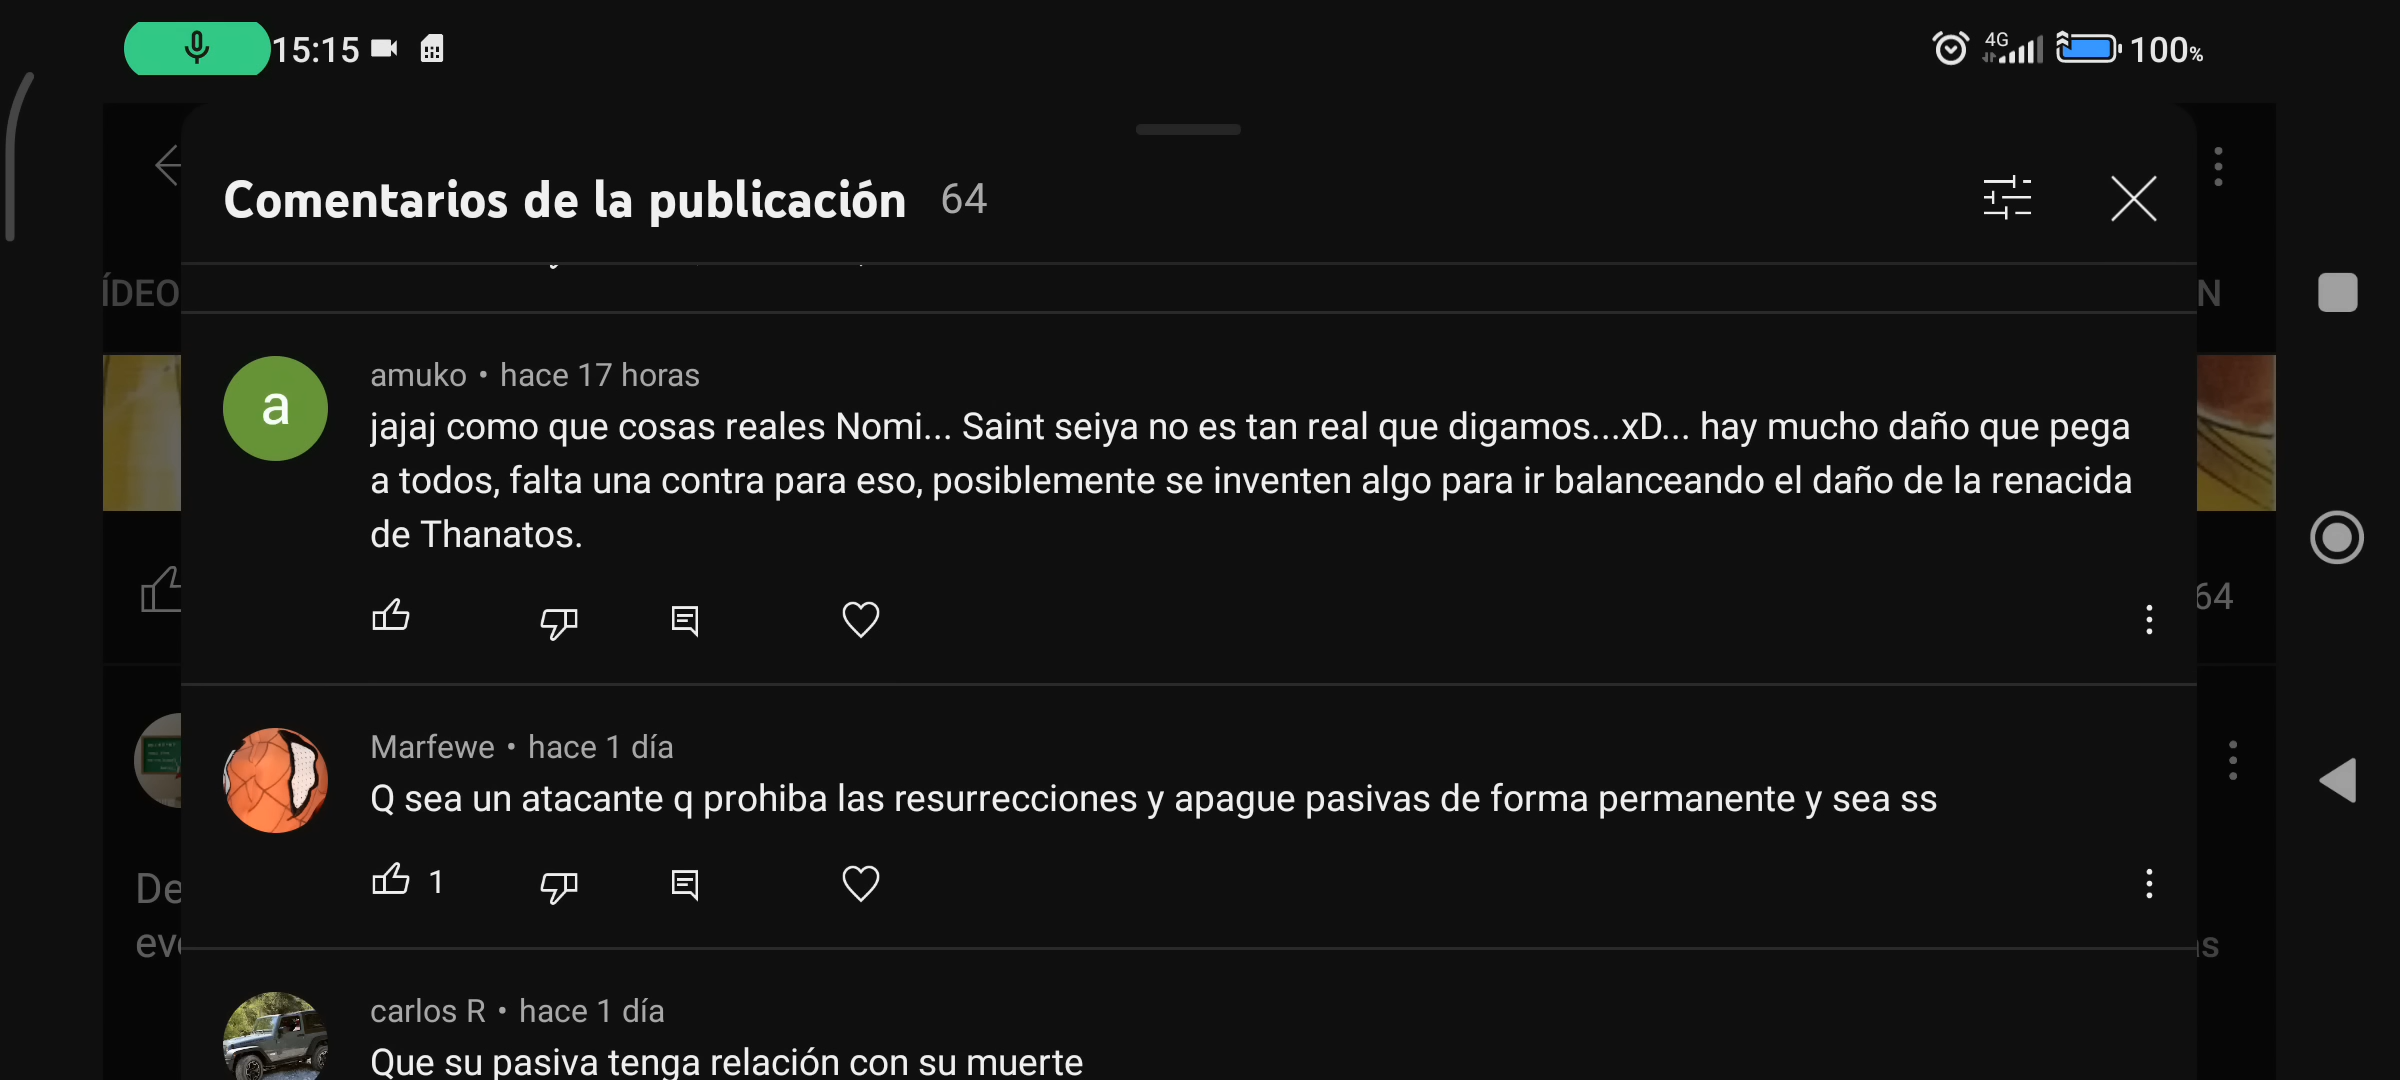 15:15
4G
100%
Comentarios de la publicación 64
ÍDEO
N
amuko • hace 17 horas
jajaj como que cosas reales Nomi... Saint seiya no es tan real que digamos...xD... hay mucho daño que pega
a todos, falta una contra para eso, posiblemente se inventen algo para ir balanceando el daño de la renacida
de Thanatos.
64
Marfewe • hace 1 día
Q sea un atacante q prohiba las resurrecciones y apague pasivas de forma permanente y sea ss
1
De
carlos R • hace 1 día
Que su pasiva tenga relación con su muerte